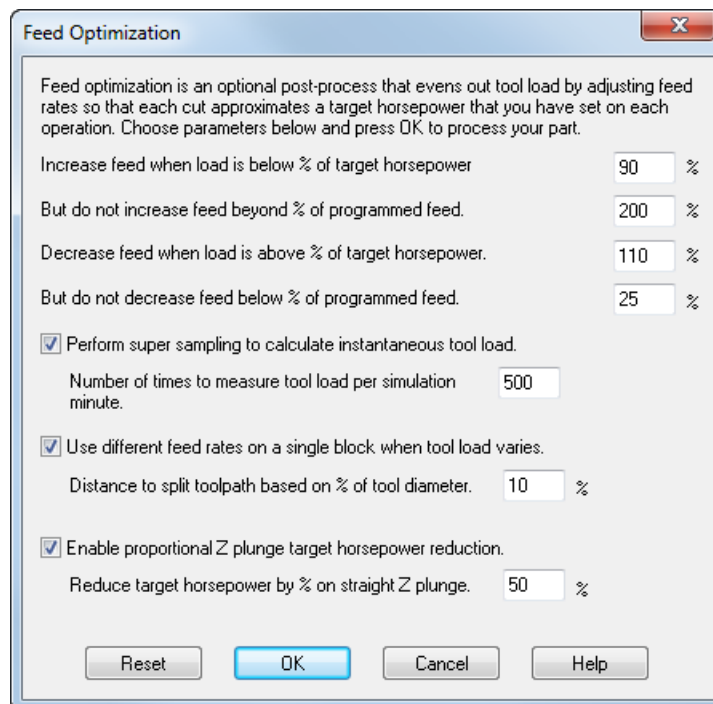 Feed Optimization
Feed optimization is an optional post-process that evens out tool load by adjusting feed
rates so that each cut approximates a target horsepower that you have set on each
operation. Choose parameters below and press OK to process your part.
Increase feed when load is below % of target horsepower 90 %
But do not increase feed beyond % of programmed feed. 200 %
Decrease feed when load is above % of target horsepower. 110 %
But do not decrease feed below % of programmed feed. 25 %
Perform super sampling to calculate instantaneous tool load.
Number of times to measure tool load per simulation 500
minute.
Use different feed rates on a single block when tool load varies.
Distance to split toolpath based on % of tool diameter. 10 %
Enable proportional Z plunge target horsepower reduction.
Reduce target horsepower by % on straight Z plunge. 50 %
Reset OK Cancel Help